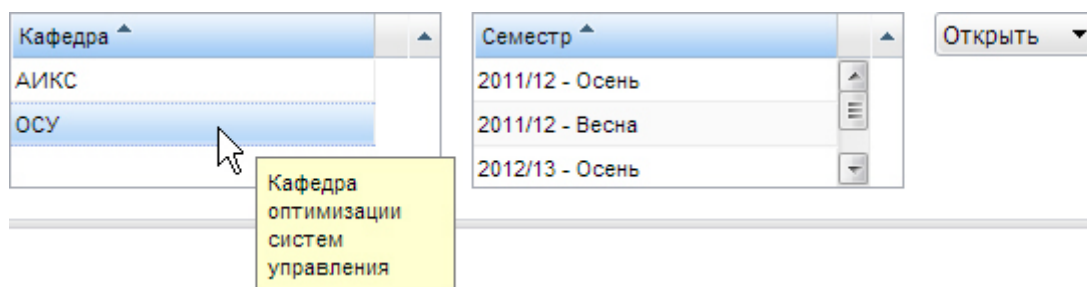 Кафедра
АИКС
ОСУ
Кафедра
оптимизации
систем
управления
Семестр
2011/12 - Осень
2011/12 - Весна
2012/13 - Осень
Открыть